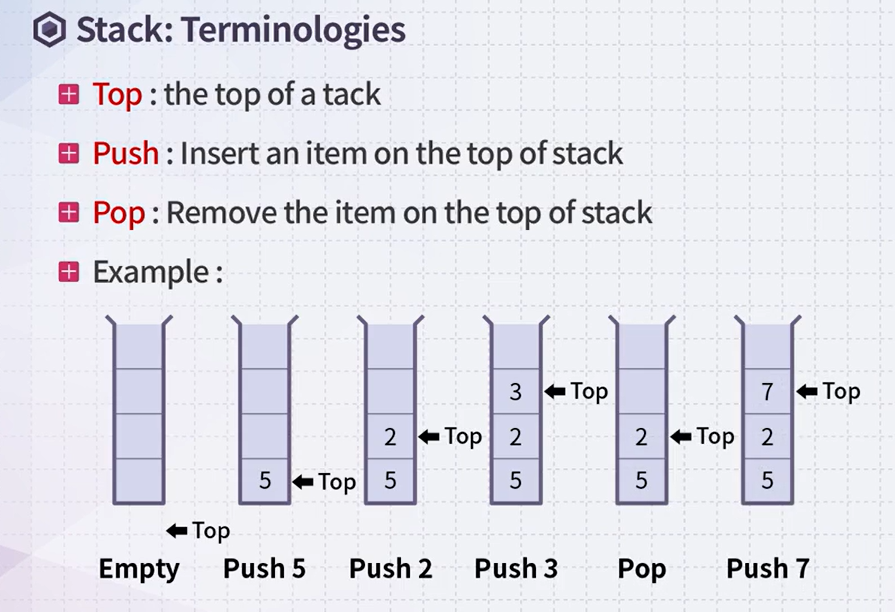 Stack: Terminologies
Top : the top of a tack
Push : Insert an item on the top of stack
Pop : Remove the item on the top of stack
Example :
3 Top 7 Top
2 Top 2 2 Top 2
5 Top 5 5 5 5
Top
Empty Push 5 Push 2 Push 3 Pop Push 7